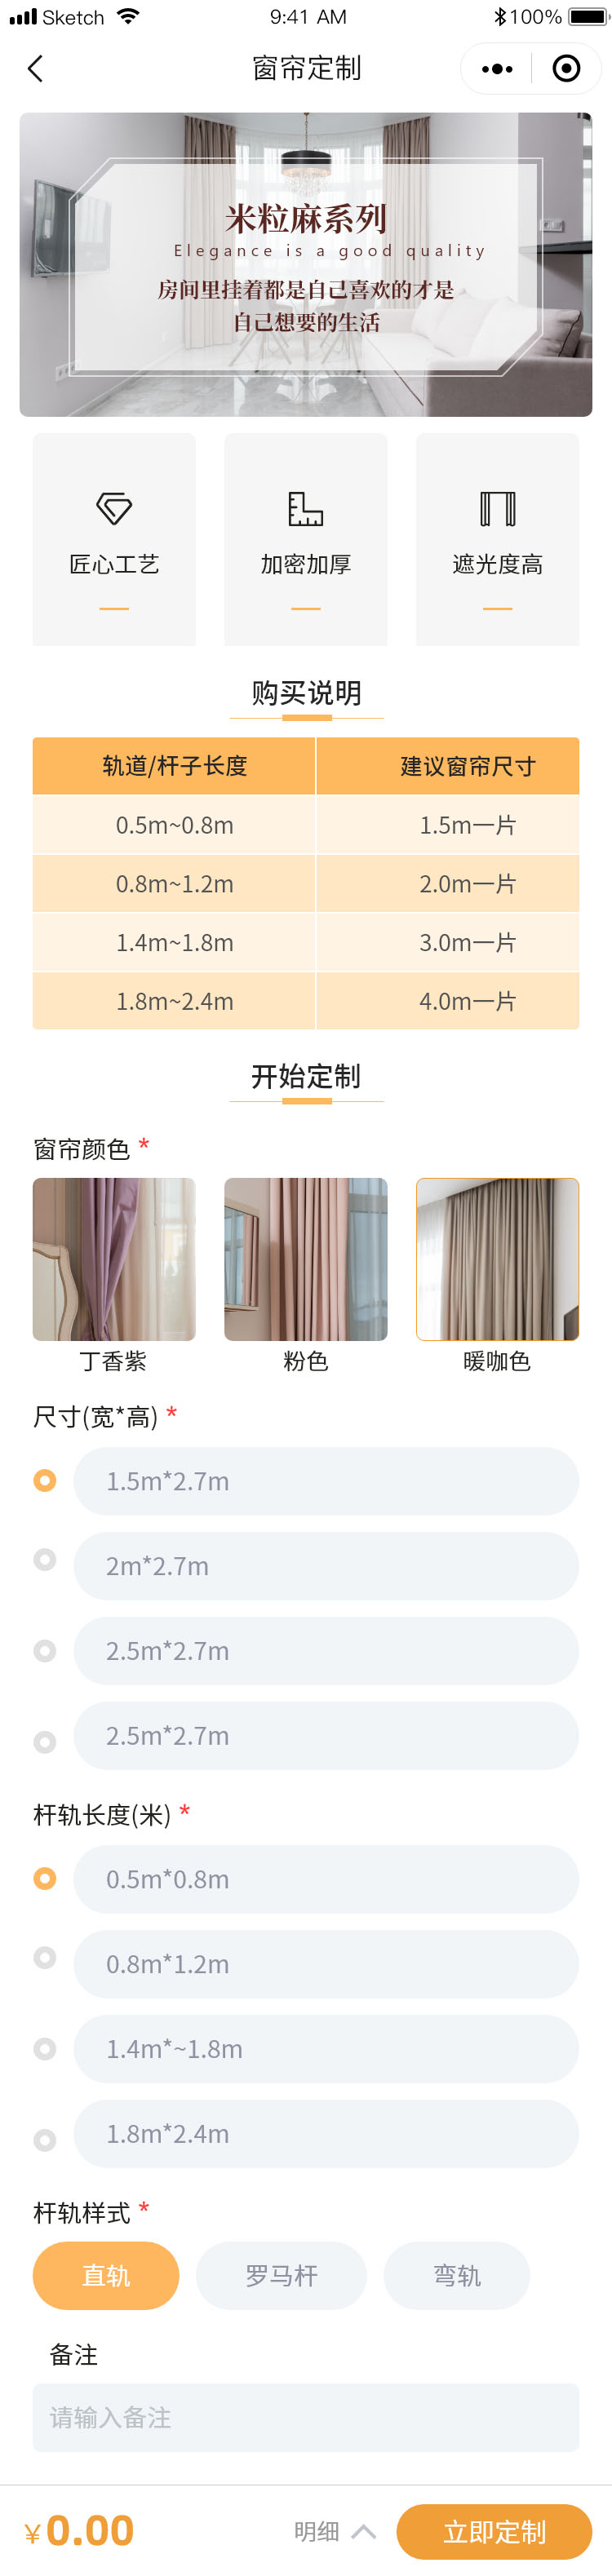 Sketch 9:41 AM 100%
窗帘定制
米粒麻系列
Elegance is a good quality
房间里挂着都是自己喜欢的才是
自己想要的生活
匠心工艺 加密加厚 遮光度高
购买说明
轨道/杆子长度 建议窗帘尺寸
0.5m~0.8m 1.5m一片
0.8m~1.2m 2.0m一片
1.4m~1.8m 3.0m一片
1.8m~2.4m 4.0m一片
开始定制
窗帘颜色 *
丁香紫 粉色 暖咖色
尺寸(宽*高) *
1.5m*2.7m
2m*2.7m
2.5m*2.7m
2.5m*2.7m
杆轨长度(米) *
0.5m*0.8m
0.8m*1.2m
1.4m*~1.8m
1.8m*2.4m
杆轨样式 *
直轨 罗马杆 弯轨
备注
请输入备注
¥0.00 明细 立即定制